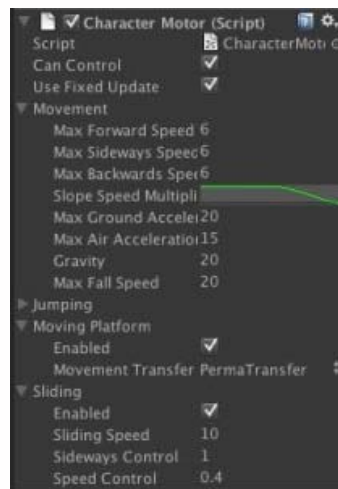 Character Motor (Script)
Script CharacterMoto
Can Control
Use Fixed Update
Movement
Max Forward Speed 6
Max Sideways Speec 6
Max Backwards Spe 6
Slope Speed Multipli
Max Ground Accele 20
Max Air Acceleratio 15
Gravity 20
Max Fall Speed 20
Jumping
Moving Platform
Enabled
Movement Transfer PermaTransfer
Sliding
Enabled
Sliding Speed 10
Sideways Control 1
Speed Control 0.4